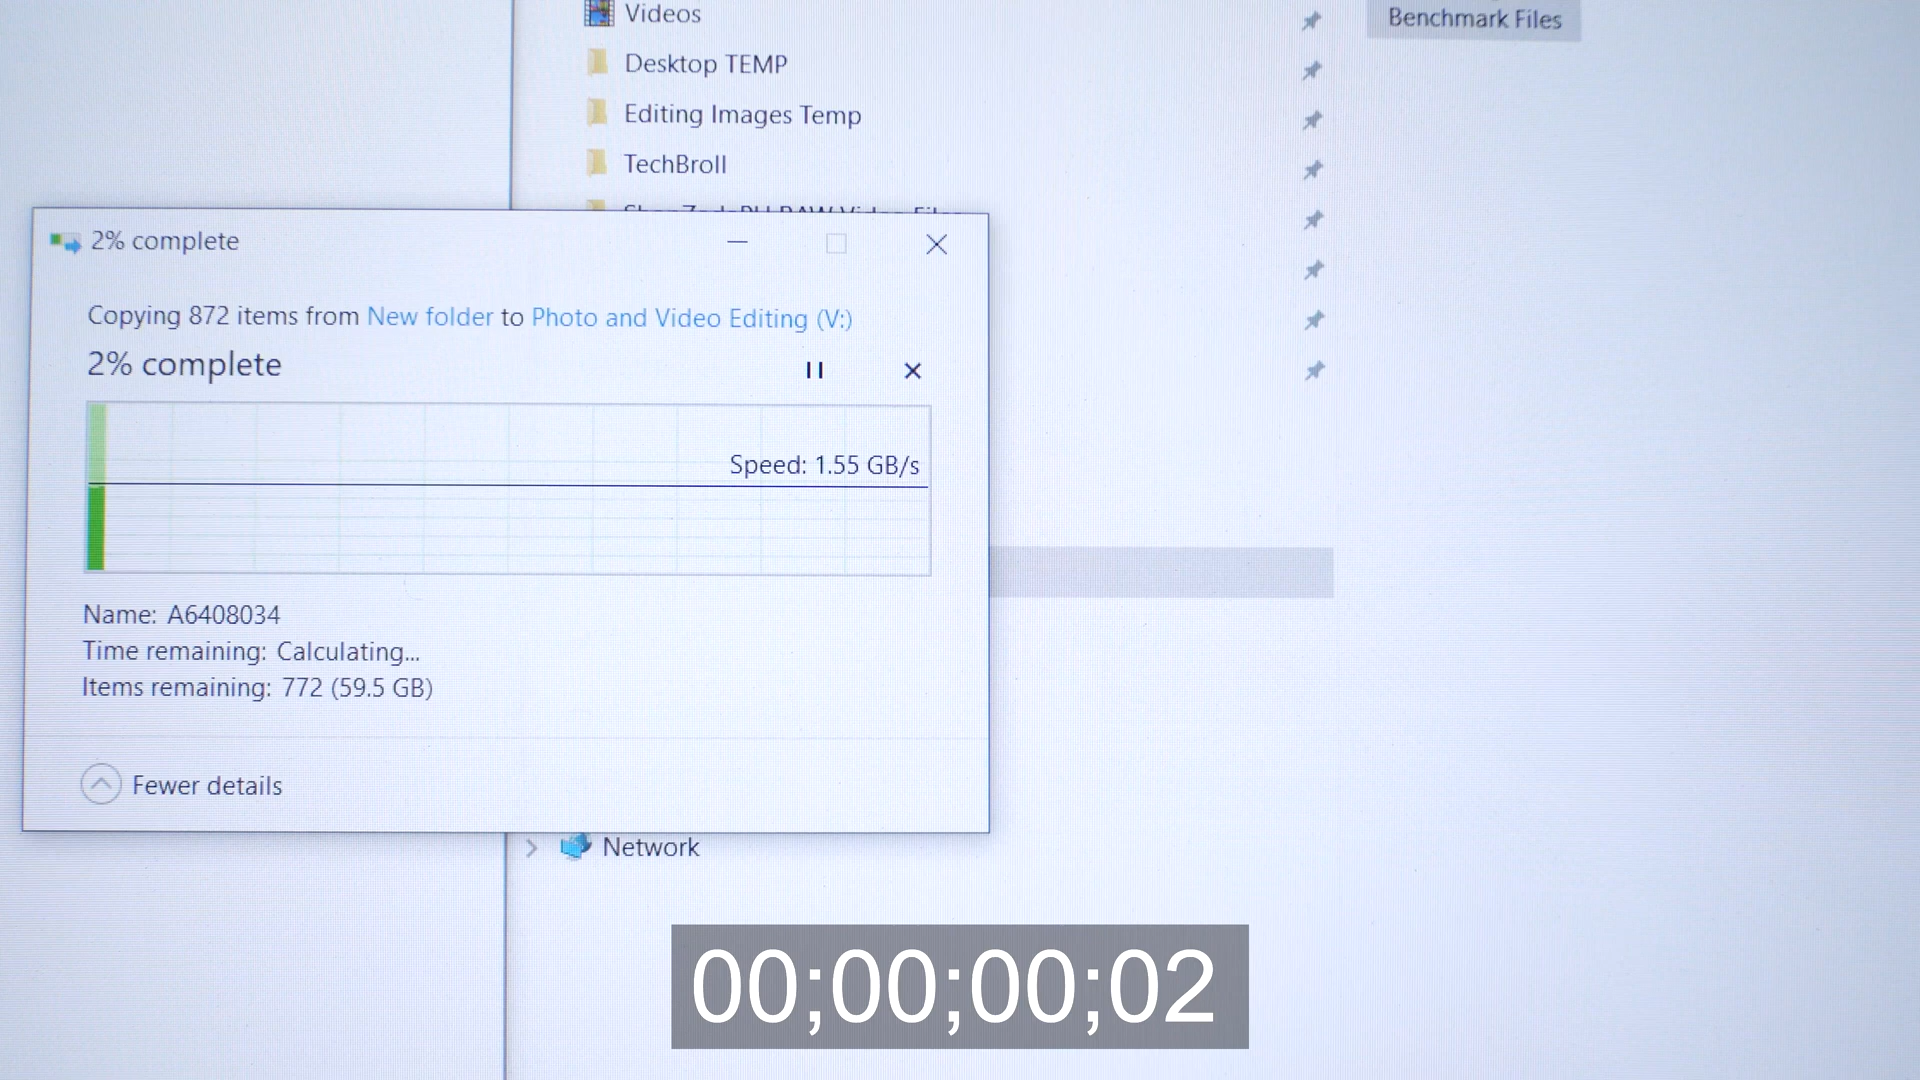 Videos
Benchmark Files
Desktop TEMP
Editing Images Temp
TechBroll
2% complete
Copying 872 items from New folder to Photo and Video Editing (V:)
2% complete
Speed: 1.55 GB/s
Name: A6408034
Time remaining: Calculating...
Items remaining: 772 (59.5 GB)
Fewer details
Network
00;00;00;02